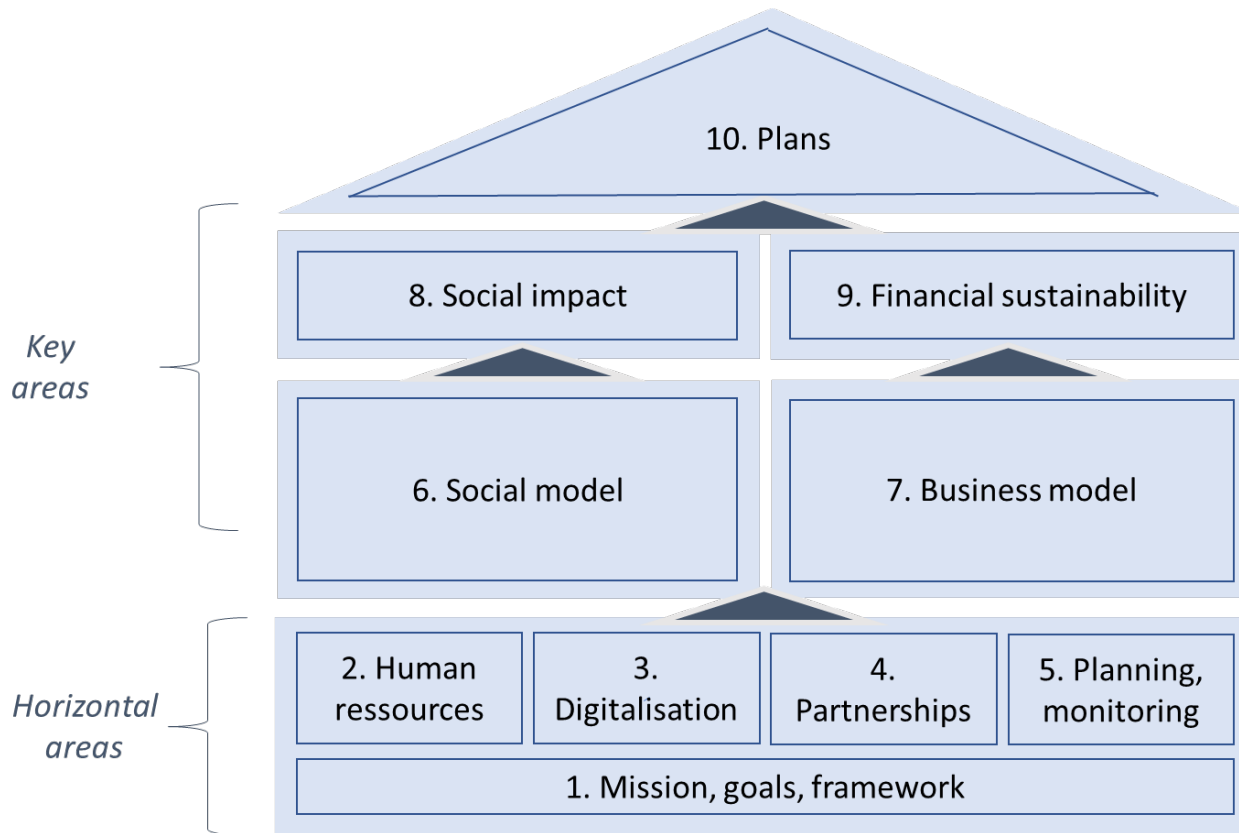 10. Plans
Key
areas
8. Social impact
9. Financial sustainability
6. Social model
7. Business model
Horizontal
areas
2. Human
ressources
3.
Digitalisation
4.
Partnerships
5. Planning,
monitoring
1. Mission, goals, framework